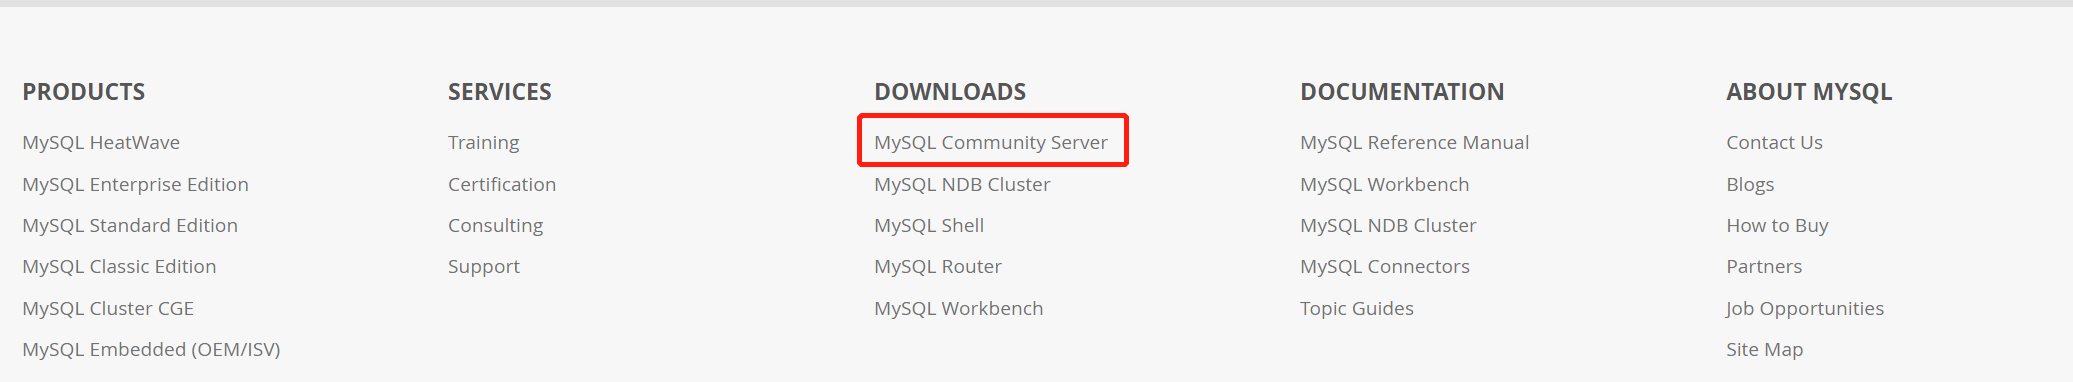 PRODUCTS
MySQL HeatWave
MySQL Enterprise Edition
MySQL Standard Edition
MySQL Classic Edition
MySQL Cluster CGE
MySQL Embedded (OEM/ISV)
SERVICES
Training
Certification
Consulting
Support
DOWNLOADS
MySQL Community Server
MySQL NDB Cluster
MySQL Shell
MySQL Router
MySQL Workbench
DOCUMENTATION
MySQL Reference Manual
MySQL Workbench
MySQL NDB Cluster
MySQL Connectors
Topic Guides
ABOUT MYSQL
Contact Us
Blogs
How to Buy
Partners
Job Opportunities
Site Map